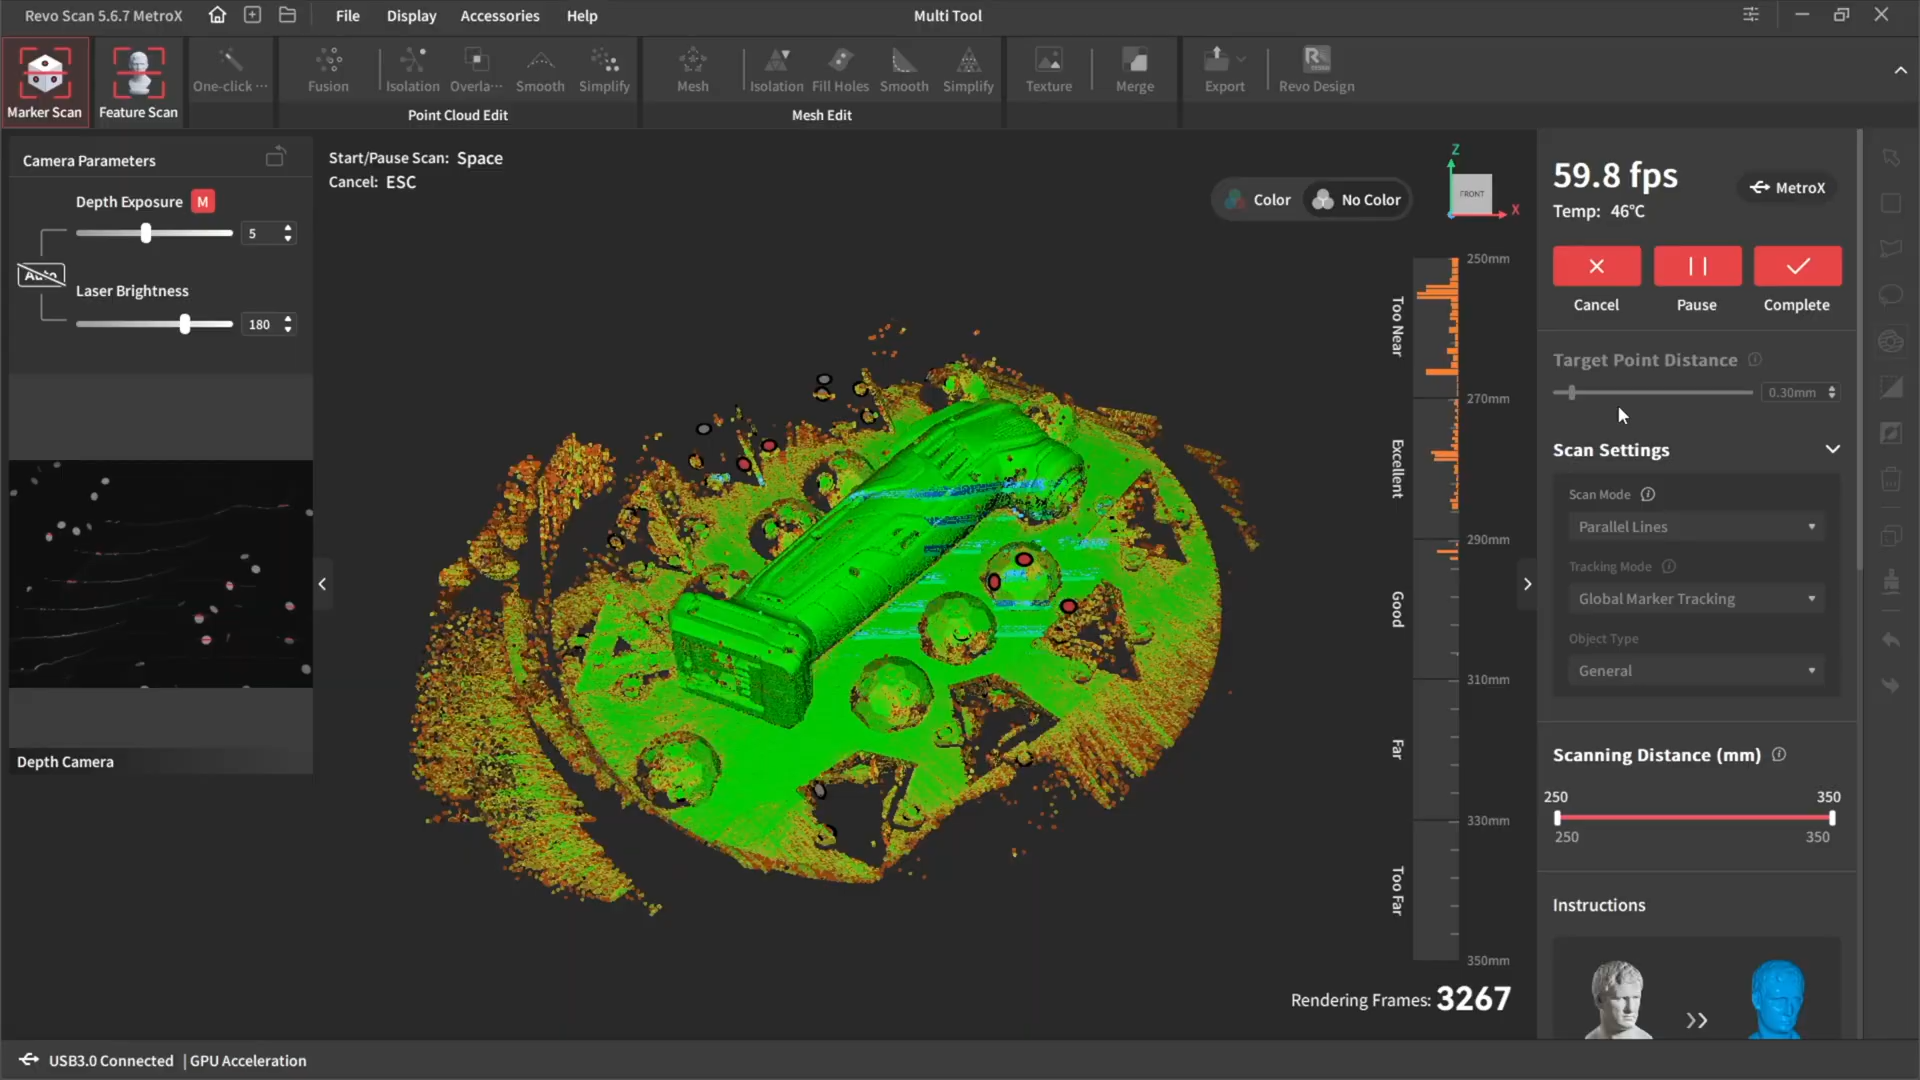 Revo Scan 5.6.7 MetroX
File Display Accessories Help
Multi Tool
Marker Scan
Feature Scan
One-click ···
Fusion
Isolation
Overla···
Smooth
Simplify
Point Cloud Edit
Mesh
Isolation
Fill Holes
Smooth
Simplify
Mesh Edit
Texture
Merge
Export
Revo Design
Camera Parameters
Depth Exposure M
5
Auto
Laser Brightness
180
Depth Camera
Start/Pause Scan: Space
Cancel: ESC
Color
No Color
Z
FRONT
X
250mm
Too Near
270mm
Excellent
290mm
Good
310mm
Far
330mm
Too Far
350mm
Rendering Frames: 3267
59.8 fps
MetroX
Temp: 46°C
Cancel
Pause
Complete
Target Point Distance
0.30mm
Scan Settings
Scan Mode
Parallel Lines
Tracking Mode
Global Marker Tracking
Object Type
General
Scanning Distance (mm)
250 350
250 350
Instructions
USB3.0 Connected | GPU Acceleration